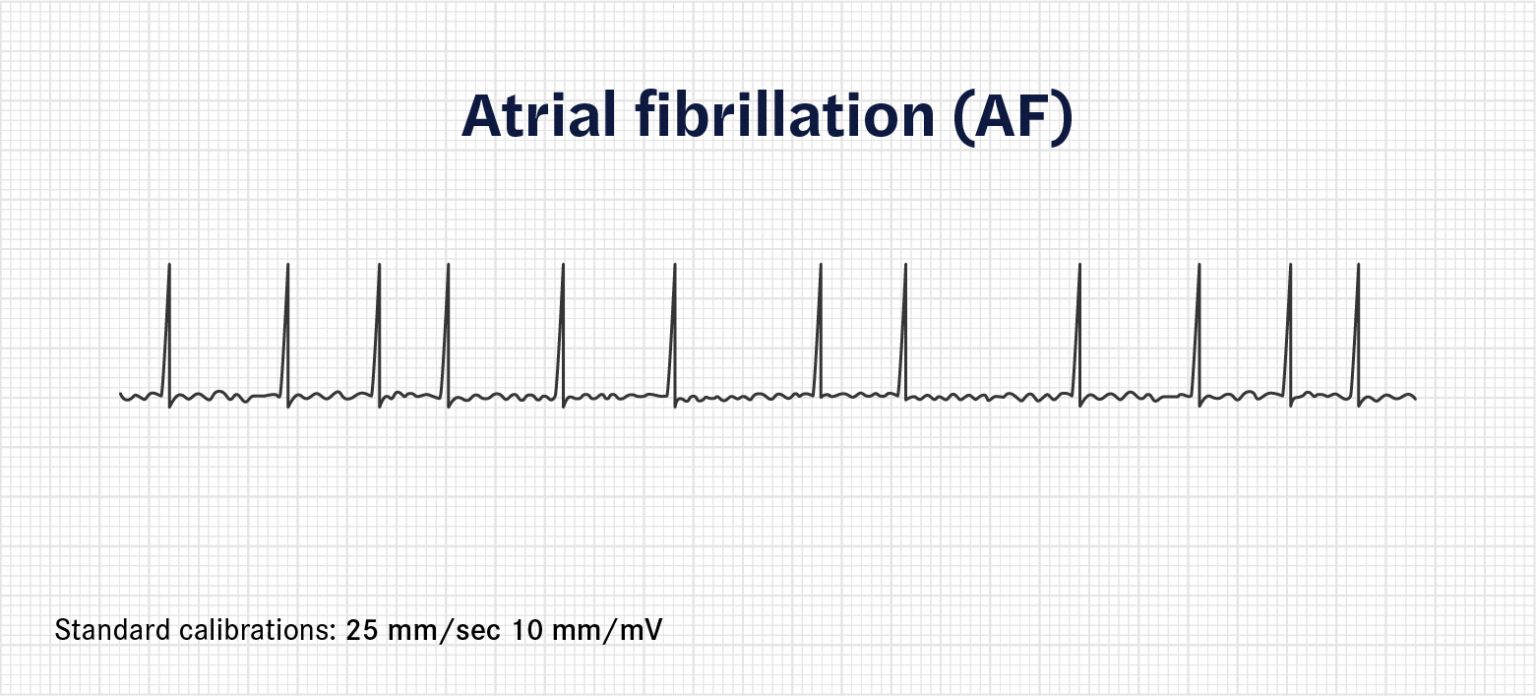 Atrial fibrillation (AF)
Standard calibrations: 25 mm/sec 10 mm/mV